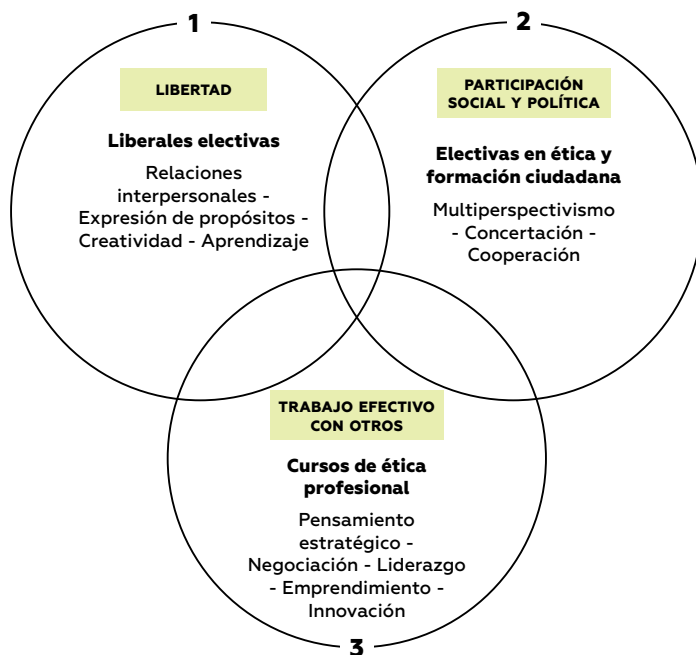 1
LIBERTAD
Liberales electivas
Relaciones
interpersonales -
Expresión de propósitos -
Creatividad - Aprendizaje
2
PARTICIPACIÓN
SOCIAL Y POLÍTICA
Electivas en ética y
formación ciudadana
Multiperspectivismo
- Concertación -
Cooperación
TRABAJO EFECTIVO
CON OTROS
Cursos de ética
profesional
Pensamiento
estratégico -
Negociación - Liderazgo
- Emprendimiento -
Innovación
3